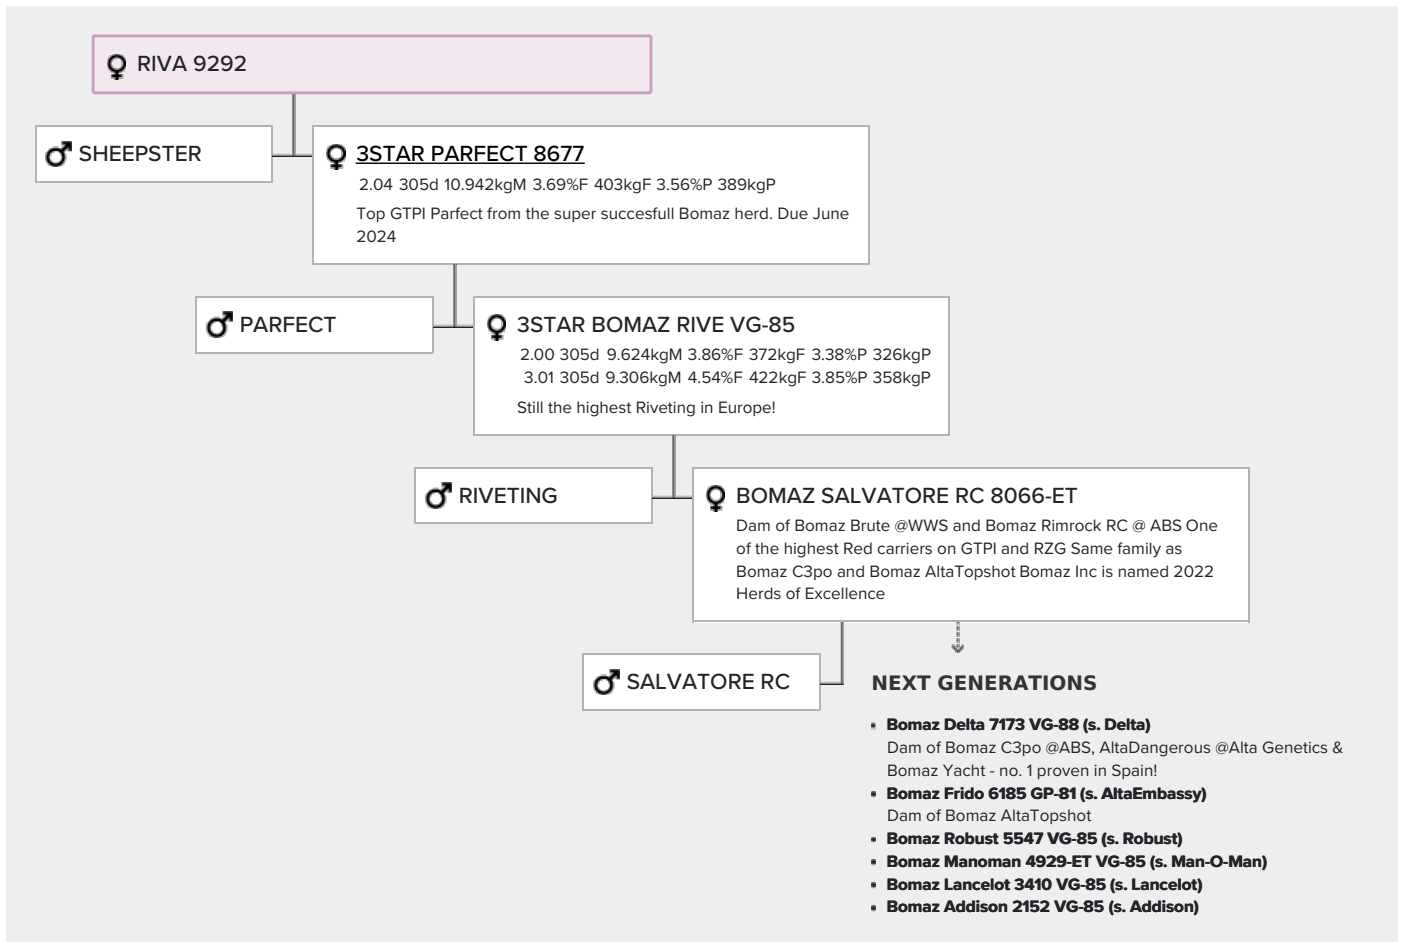 RIVA 9292
SHEEPSTER
3STAR PARFECT 8677
2.04 305d 10.942kgM 3.69%F 403kgF 3.56%P 389kgP
Top GTPI Parfect from the super succesfull Bomaz herd. Due June
2024
PARFECT
3STAR BOMAZ RIVE VG-85
2.00 305d 9.624kgM 3.86%F 372kgF 3.38%P 326kgP
3.01 305d 9.306kgM 4.54%F 422kgF 3.85%P 358kgP
Still the highest Riveting in Europe!
RIVETING
BOMAZ SALVATORE RC 8066-ET
Dam of Bomaz Brute @WWS and Bomaz Rimrock RC @ ABS One
of the highest Red carriers on GTPI and RZG Same family as
Bomaz C3po and Bomaz AltaTopshot Bomaz Inc is named 2022
Herds of Excellence
SALVATORE RC
NEXT GENERATIONS
Bomaz Delta 7173 VG-88 (s. Delta)
Dam of Bomaz C3po @ABS, AltaDangerous @Alta Genetics &
Bomaz Yacht - no. 1 proven in Spain!
Bomaz Frido 6185 GP-81 (s. AltaEmbassy)
Dam of Bomaz AltaTopshot
Bomaz Robust 5547 VG-85 (s. Robust)
Bomaz Manoman 4929-ET VG-85 (s. Man-O-Man)
Bomaz Lancelot 3410 VG-85 (s. Lancelot)
Bomaz Addison 2152 VG-85 (s. Addison)